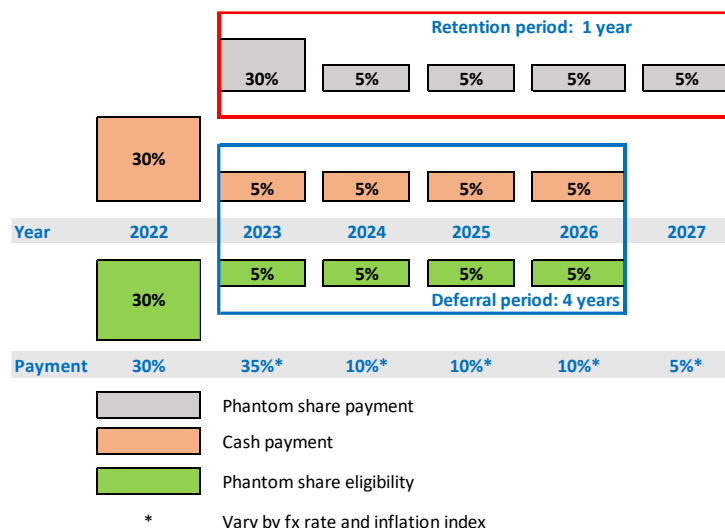 Retention period: 1 year
30% 5% 5% 5% 5%
30%
5% 5% 5% 5%
Year 2022 2023 2024 2025 2026 2027
5% 5% 5% 5%
30%
Deferral period: 4 years
Payment 30% 35%* 10%* 10%* 10%* 5%*
Phantom share payment
Cash payment
Phantom share eligibility
* Vary by fx rate and inflation index